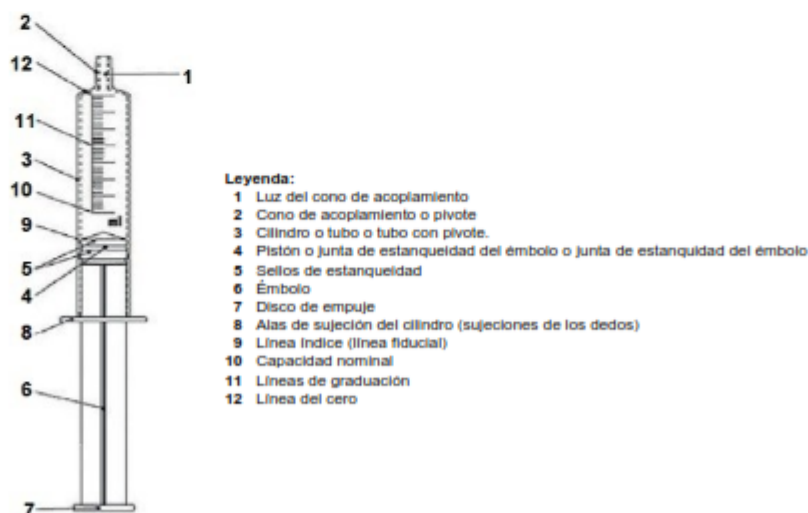 2
1
12
11
3
10
ml
9
5
4
8
6
7
Leyenda:
1 Luz del cono de acoplamiento
2 Cono de acoplamiento o pivote
3 Cilindro o tubo o tubo con pivote.
4 Pistón o junta de estanqueidad del émbolo o junta de estanquidad del émbolo
5 Sellos de estanqueidad
6 Émbolo
7 Disco de empuje
8 Alas de sujeción del cilindro (sujeciones de los dedos)
9 Línea índice (línea fiducial)
10 Capacidad nominal
11 Líneas de graduación
12 Línea del cero